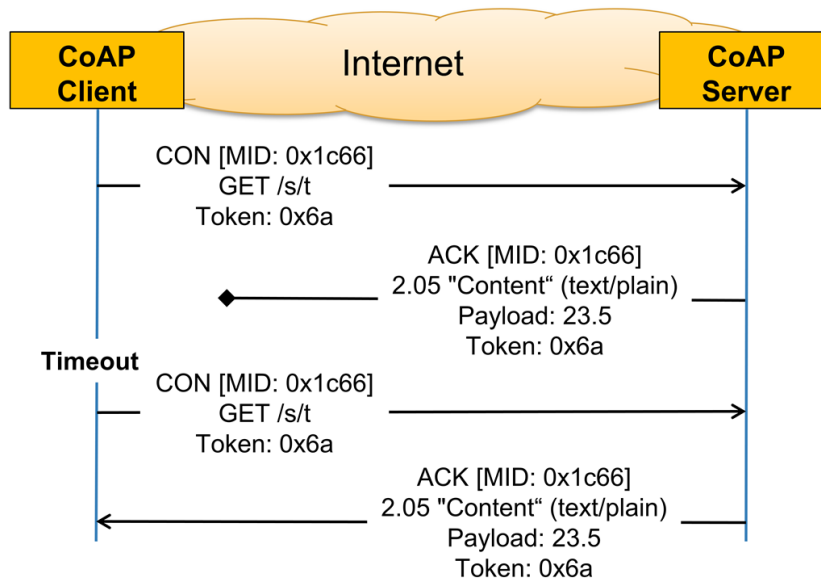 CoAP
Client
Internet
CoAP
Server
CON [MID: 0x1c66]
GET /s/t
Token: 0x6a
ACK [MID: 0x1c66]
2.05 "Content“ (text/plain)
Payload: 23.5
Token: 0x6a
Timeout
CON [MID: 0x1c66]
GET /s/t
Token: 0x6a
ACK [MID: 0x1c66]
2.05 "Content“ (text/plain)
Payload: 23.5
Token: 0x6a